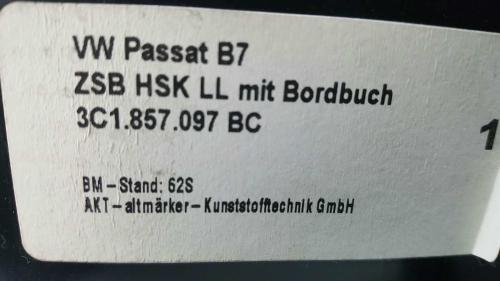 VW Passat B7
ZSB HSK LL mit Bordbuch
3C1.857.097 BC
1
BM-Stand: 62S
AKT-altmärker-Kunststofftechnik GmbH